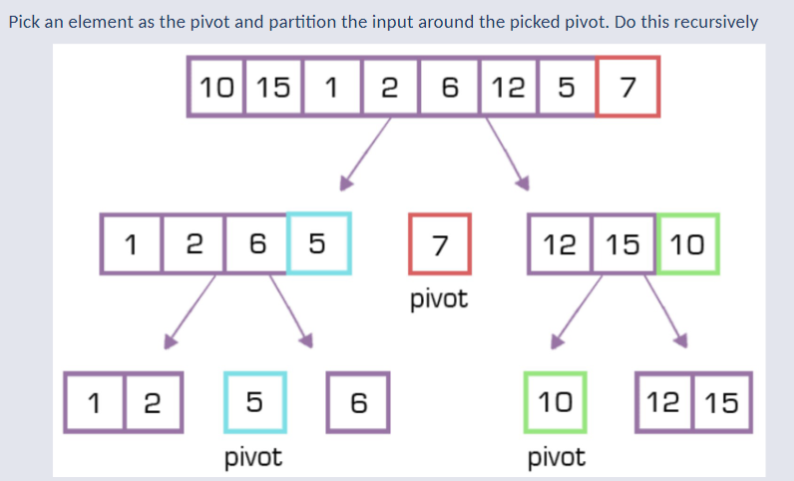 Pick an element as the pivot and partition the input around the picked pivot. Do this recursively
10 15 1 2 6 12 5 7
1 2 6 5 7 12 15 10
pivot
1 2 5 6 10 12 15
pivot pivot